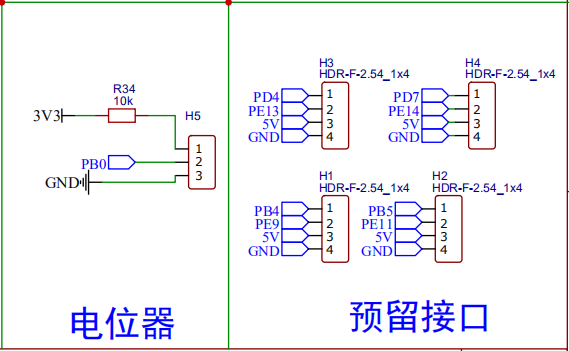 R34
10k
3V3
H5
1
PB0
2
3
GND
电位器
H3
HDR-F-2.54_1x4
PD4
1
PE13
2
5V
3
GND
4
H4
HDR-F-2.54_1x4
PD7
1
PE14
2
5V
3
GND
4
H1
HDR-F-2.54_1x4
PB4
1
PE9
2
5V
3
GND
4
H2
HDR-F-2.54_1x4
PB5
1
PE11
2
5V
3
GND
4
预留接口